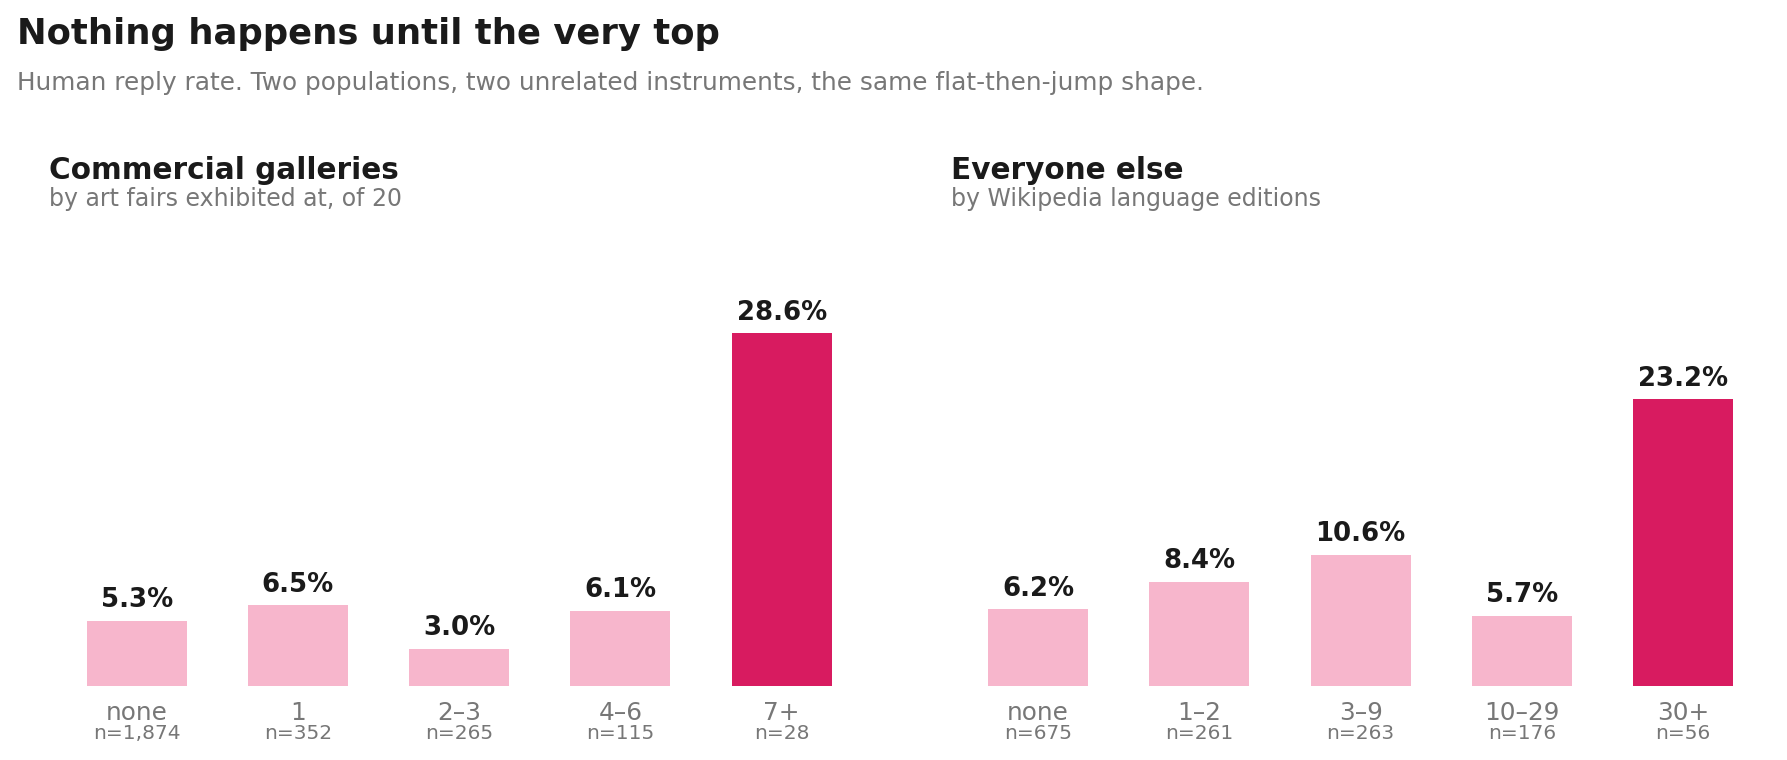 Nothing happens until the very top
Human reply rate. Two populations, two unrelated instruments, the same flat-then-jump shape.
Commercial galleries
by art fairs exhibited at, of 20
28.6%
6.5%
6.1%
5.3%
3.0%
none
1
2–3
4–6
7+
n=1,874
n=352
n=265
n=115
n=28
Everyone else
by Wikipedia language editions
23.2%
10.6%
8.4%
6.2%
5.7%
none
1–2
3–9
10–29
30+
n=675
n=261
n=263
n=176
n=56